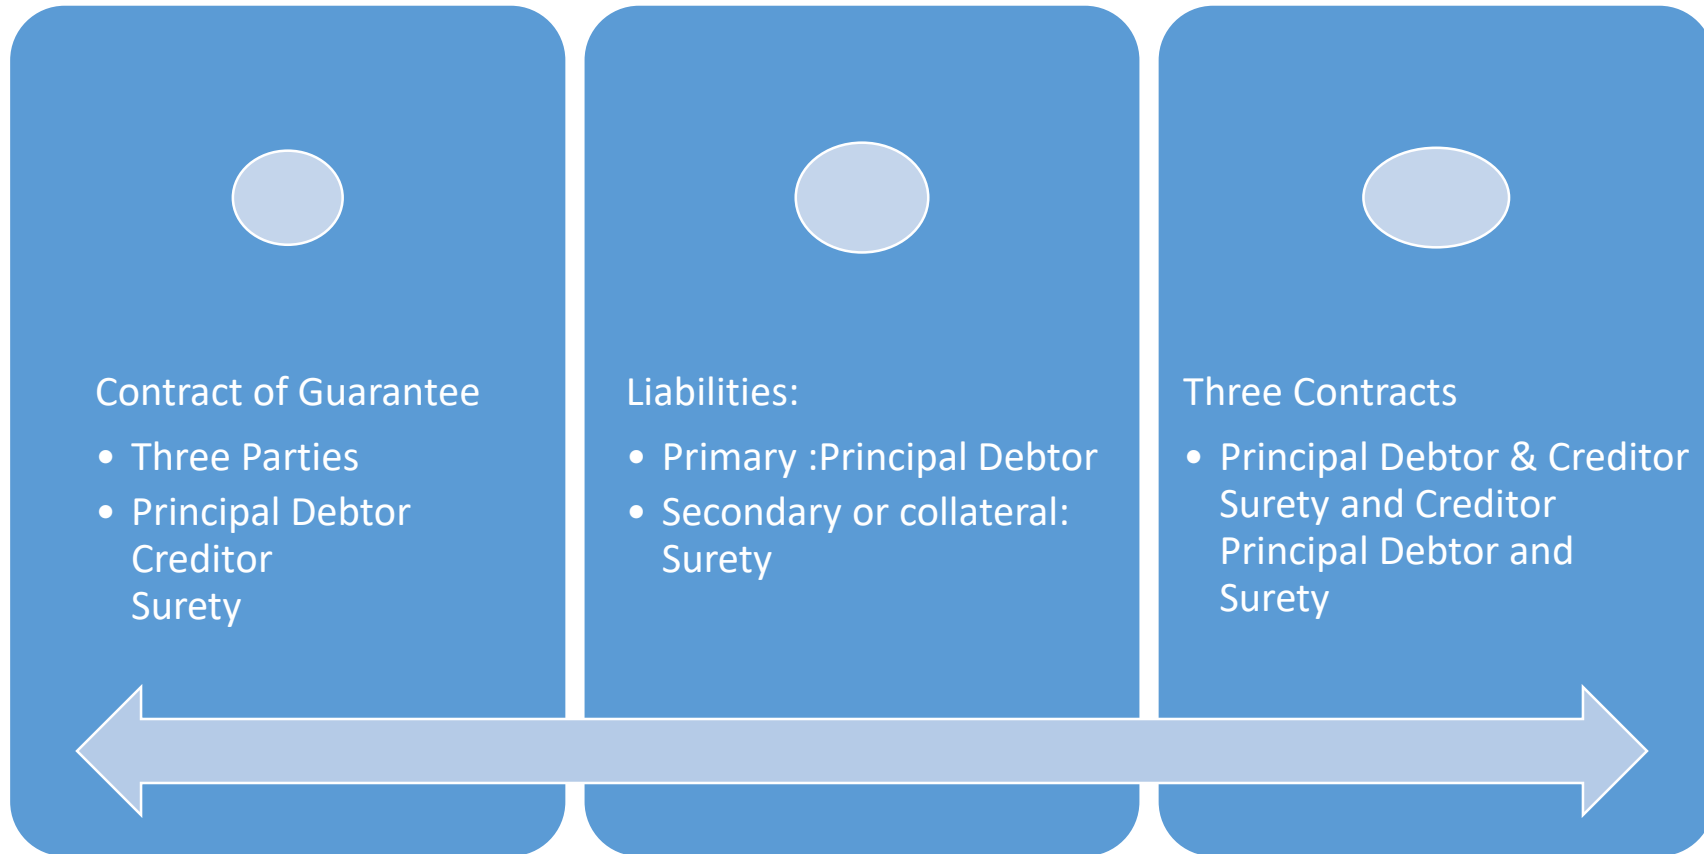 Contract of Guarantee
• Three Parties
• Principal Debtor
Creditor
Surety
Liabilities:
• Primary :Principal Debtor
• Secondary or collateral:
Surety
Three Contracts
• Principal Debtor & Creditor
Surety and Creditor
Principal Debtor and
Surety